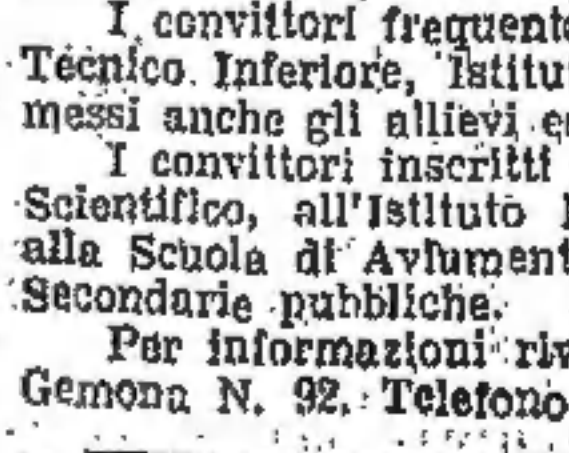 I convittori frequent
Tecnico Inferiore, Istitu
messi anche gli allievi e
I convittori inscritti
Scientifico, all'Istituto
alla Scuola di Avviament
Secondarie pubbliche.
Per informazioni riv
Gemona N. 92. Telefono